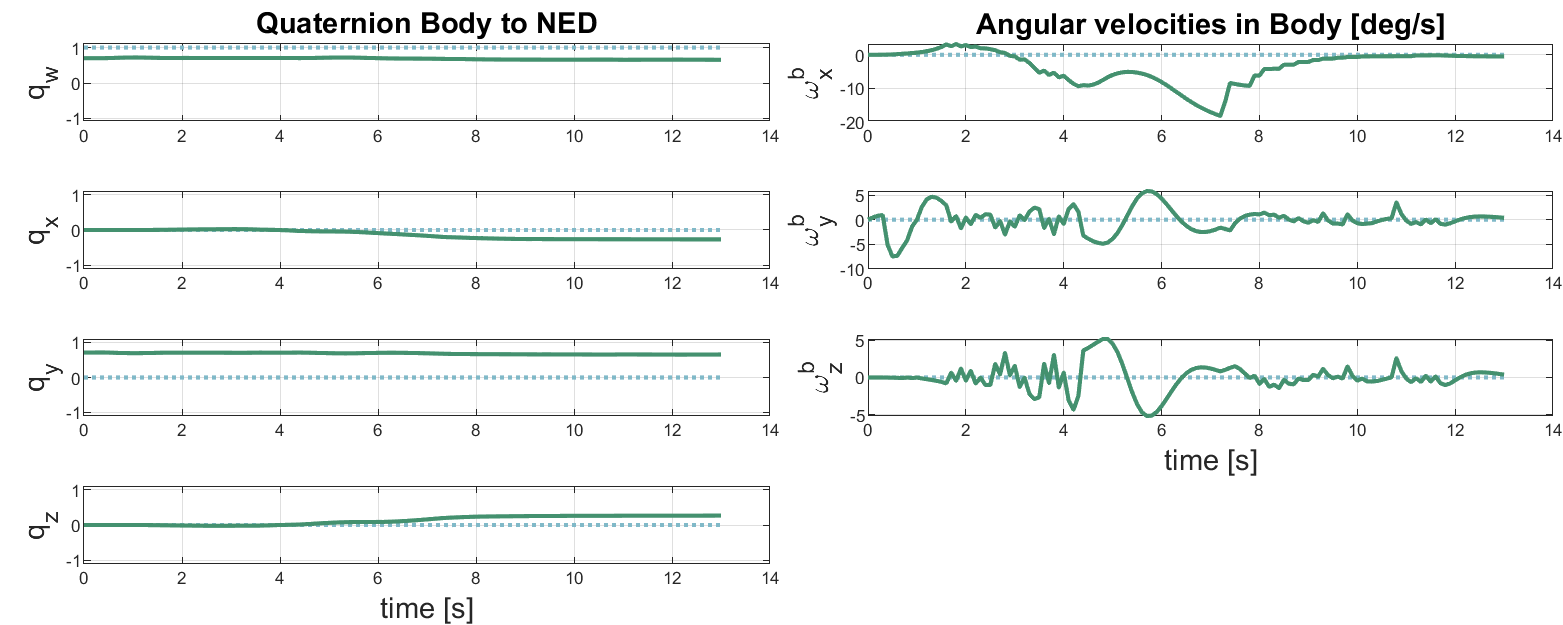 Quaternion Body to NED
1
0
-1
q_w
0 2 4 6 8 10 12 14
1
0
-1
q_x
0 2 4 6 8 10 12 14
1
0
-1
q_y
0 2 4 6 8 10 12 14
1
0
-1
q_z
0 2 4 6 8 10 12 14
time [s]
Angular velocities in Body [deg/s]
0
-10
-20
ω_x^b
0 2 4 6 8 10 12 14
5
0
-5
-10
ω_y^b
0 2 4 6 8 10 12 14
5
0
-5
ω_z^b
0 2 4 6 8 10 12 14
time [s]